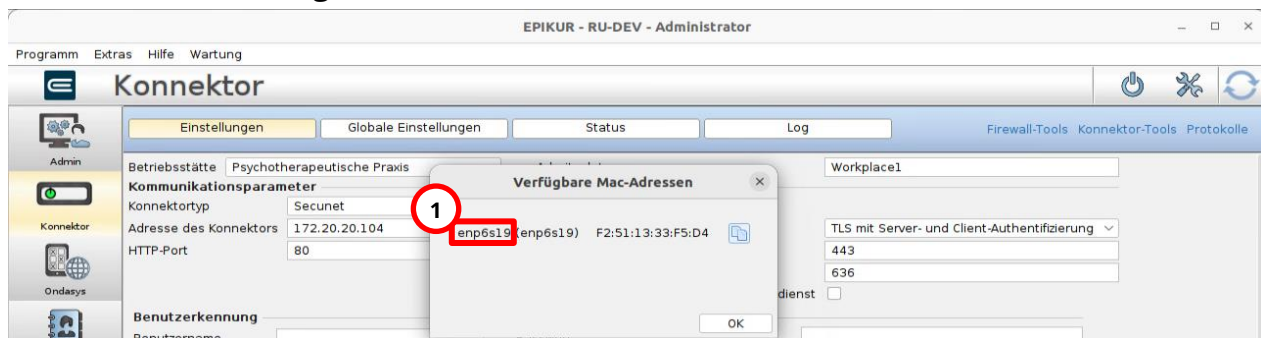 EPIKUR - RU-DEV - Administrator
Programm Extras Hilfe Wartung
Konnektor
Einstellungen Globale Einstellungen Status Log Firewall-Tools Konnektor-Tools Protokolle
Admin
Betriebsstätte Psychotherapeutische Praxis Workplace1
Verfügbare Mac-Adressen
Kommunikationsparameter
Konnektortyp Secunet
1
Konnektor
Adresse des Konnektors 172.20.20.104 enp6s19 (enp6s19) F2:51:13:33:F5:D4 TLS mit Server- und Client-Authentifizierung
HTTP-Port 80 443
636
Ondasys
dienst
Benutzerkennung
OK
Benutzername